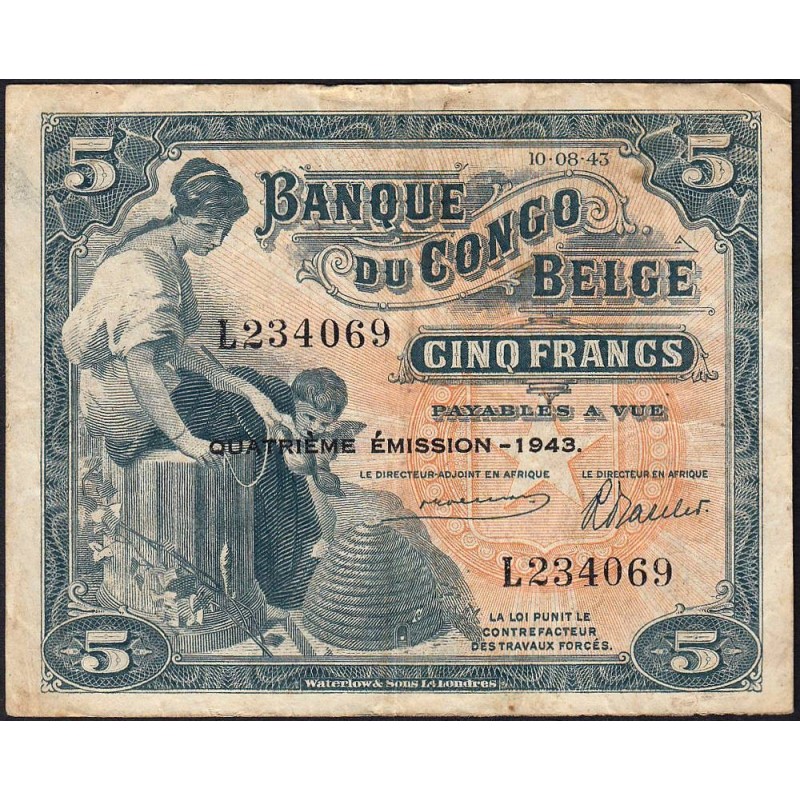 5
5
10·08·43
BANQUE
DU CONGO
BELGE
L234069
CINQ FRANCS
PAYABLES A VUE
QUATRIÈME ÉMISSION - 1943.
LE DIRECTEUR-ADJOINT EN AFRIQUE
LE DIRECTEUR EN AFRIQUE
L234069
LA LOI PUNIT LE
CONTREFACTEUR
DES TRAVAUX FORCÉS.
5
5
Waterlow & Sons Ld Londres